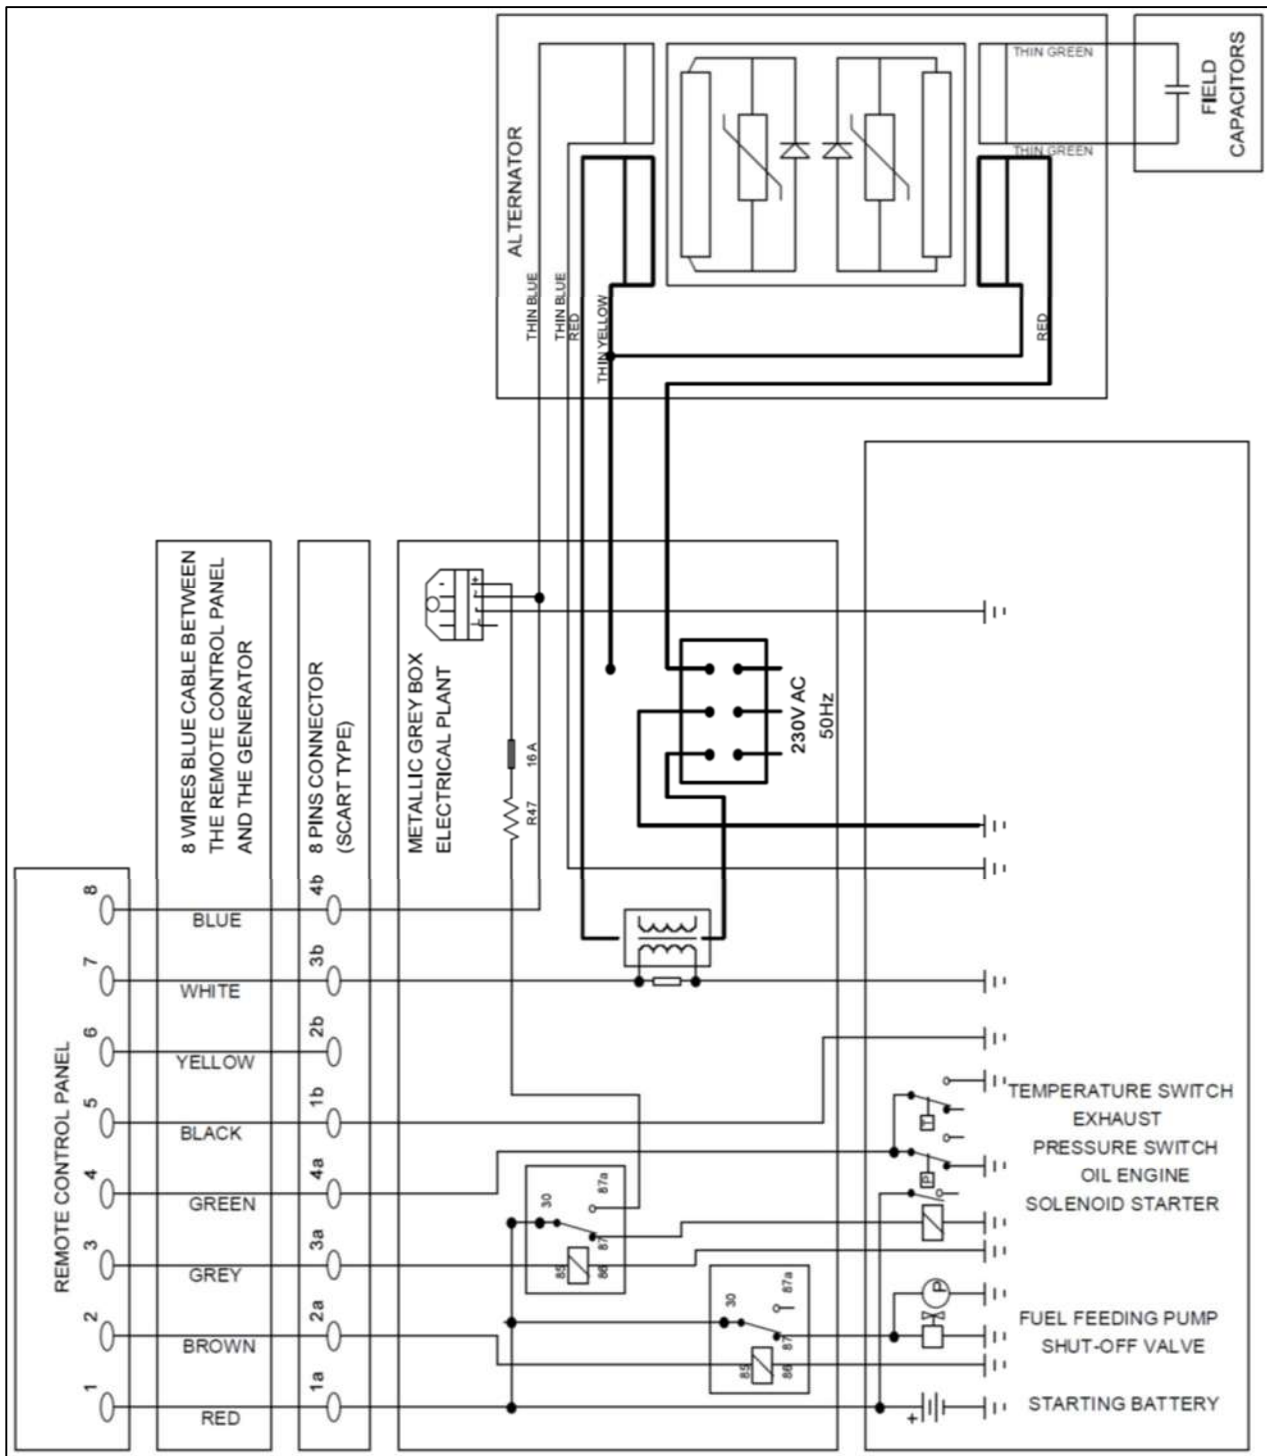 FIELD
CAPACITORS
THIN GREEN
THIN GREEN
ALTERNATOR
THIN BLUE
THIN BLUE
RED
THIN YELLOW
RED
8 WIRES BLUE CABLE BETWEEN
THE REMOTE CONTROL PANEL
AND THE GENERATOR
8 PINS CONNECTOR
(SCART TYPE)
METALLIC GREY BOX
ELECTRICAL PLANT
+
-
16A
R47
230V AC
50Hz
REMOTE CONTROL PANEL
8
BLUE
4b
7
WHITE
3b
6
YELLOW
2b
5
BLACK
1b
4
GREEN
4a
3
GREY
3a
2
BROWN
2a
1
RED
1a
30
87a
87
85
86
30
87a
87
85
86
T
P
P
TEMPERATURE SWITCH
EXHAUST
PRESSURE SWITCH
OIL ENGINE
SOLENOID STARTER
FUEL FEEDING PUMP
SHUT-OFF VALVE
+
STARTING BATTERY